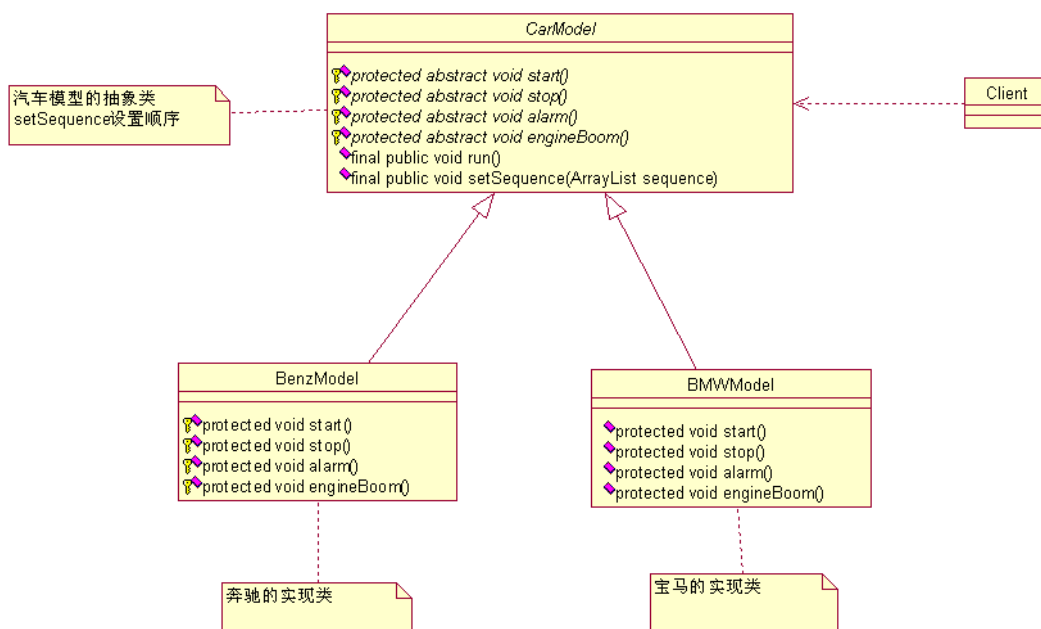 CarModel
protected abstract void start()
protected abstract void stop()
protected abstract void alarm()
protected abstract void engineBoom()
final public void run()
final public void setSequence(ArrayList sequence)
汽车模型的抽象类
setSequence设置顺序
Client
BenzModel
protected void start()
protected void stop()
protected void alarm()
protected void engineBoom()
BMWModel
protected void start()
protected void stop()
protected void alarm()
protected void engineBoom()
奔驰的实现类
宝马的实现类